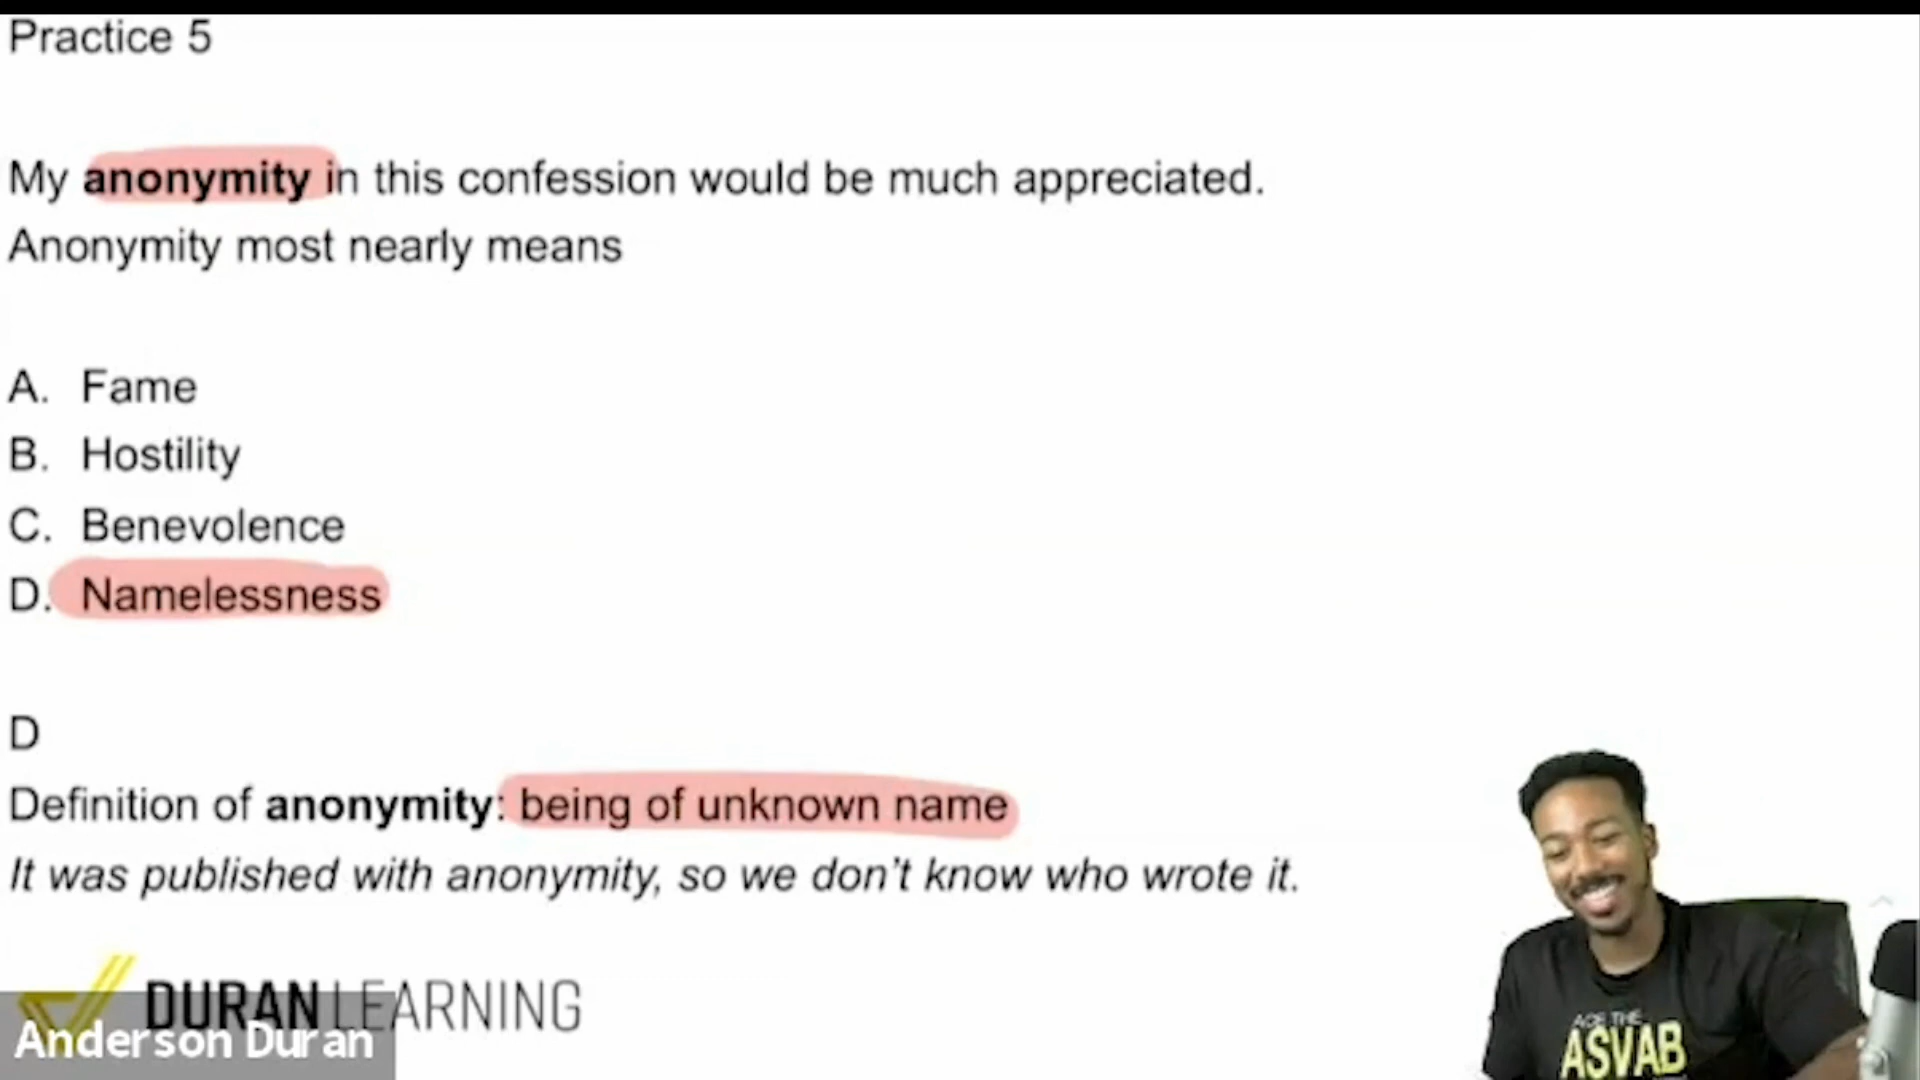 Practice 5
My anonymity in this confession would be much appreciated.
Anonymity most nearly means
A. Fame
B. Hostility
C. Benevolence
D. Namelessness
D
Definition of anonymity: being of unknown name
It was published with anonymity, so we don't know who wrote it.
DURAN LEARNING
Anderson Duran
ACE THE
ASVAB